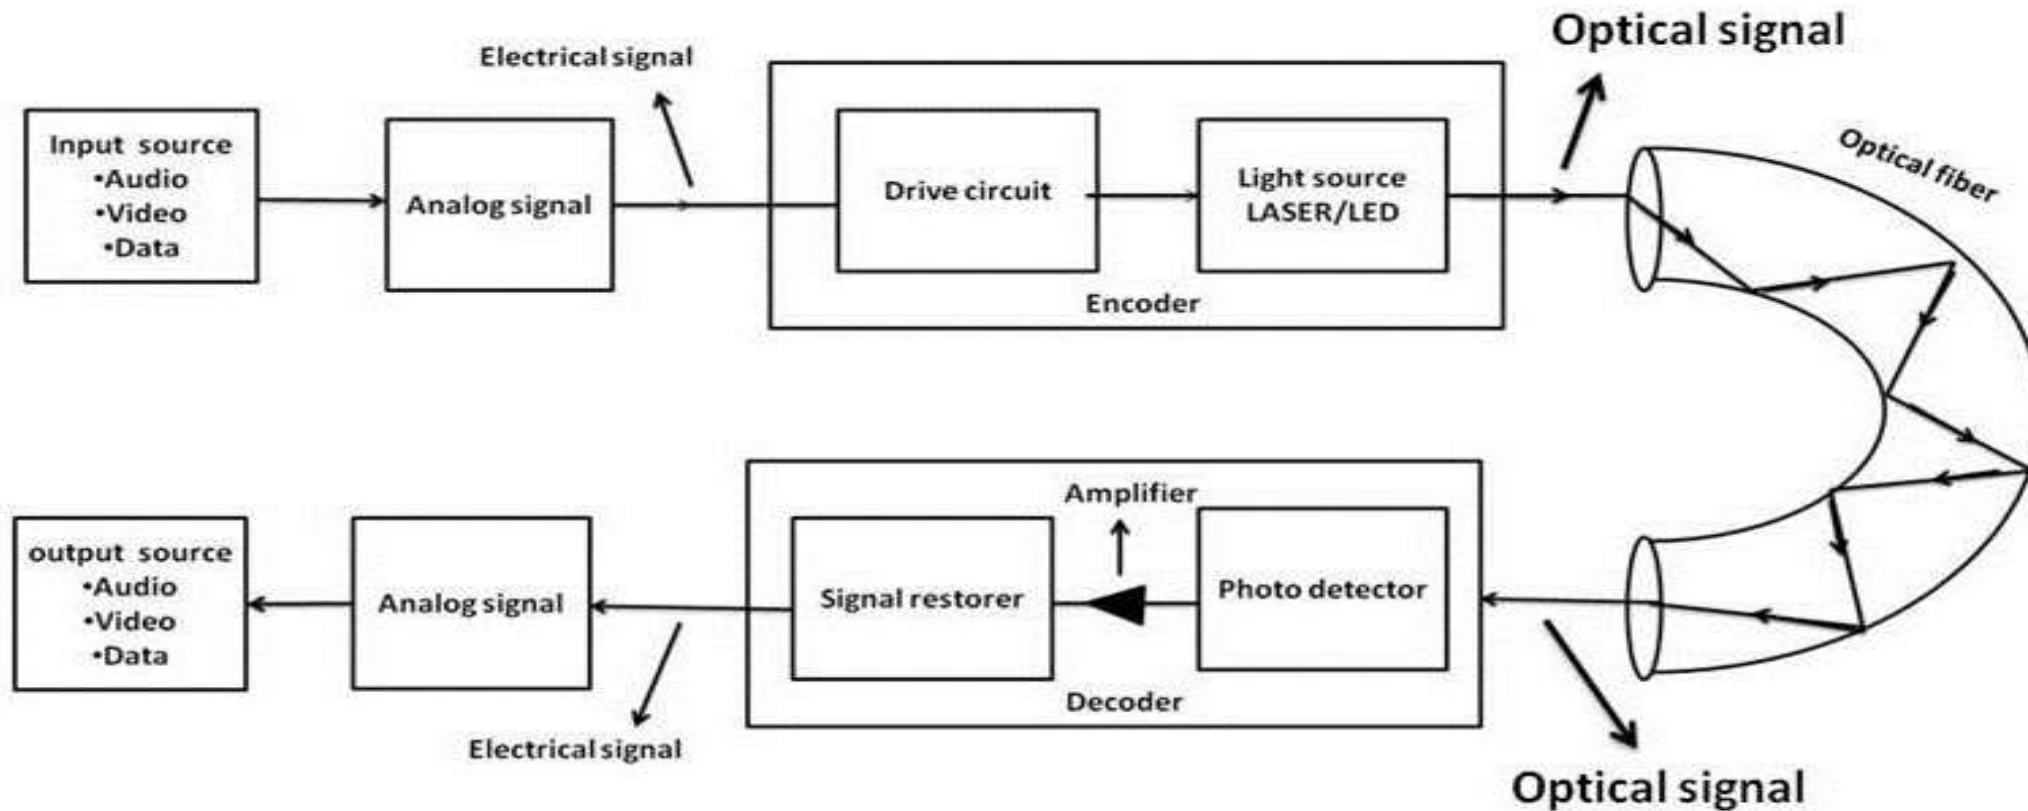 Optical signal
Electrical signal
Input source
•Audio
•Video
•Data
Analog signal
Drive circuit
Light source
LASER/LED
Encoder
Optical fiber
output source
•Audio
•Video
•Data
Analog signal
Signal restorer
Amplifier
Photo detector
Decoder
Electrical signal
Optical signal